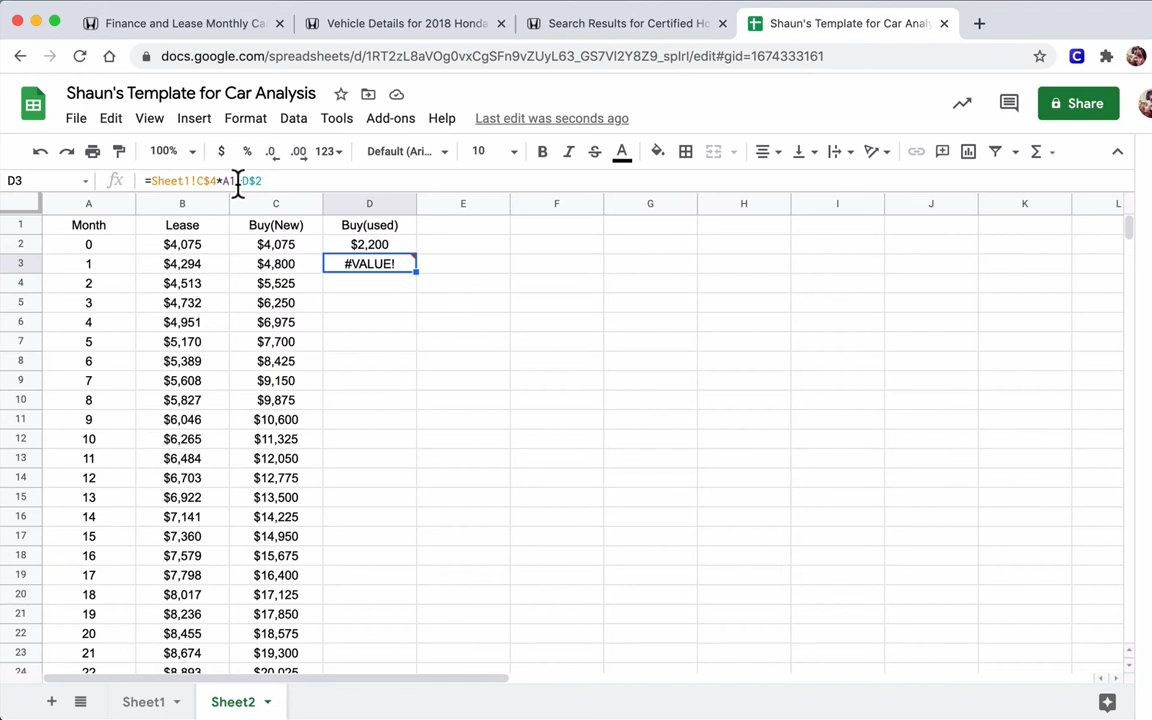 Finance and Lease Monthly Ca
Vehicle Details for 2018 Honda
Search Results for Certified Ho
Shaun's Template for Car Analy
docs.google.com/spreadsheets/d/1RT2zL8aVOg0vxCgSFn9vZUyL63_GS7Vl2Y8Z9_spIrI/edit#gid=1674333161
Shaun's Template for Car Analysis
File Edit View Insert Format Data Tools Add-ons Help Last edit was seconds ago
Share
100% $ % .0 .00 123 Default (Ari... 10 B I S A
D3 fx =Sheet1!C$4*A1 D$2
A B C D E F G H I J K L
1 Month Lease Buy(New) Buy(used)
2 0 $4,075 $4,075 $2,200
3 1 $4,294 $4,800 #VALUE!
4 2 $4,513 $5,525
5 3 $4,732 $6,250
6 4 $4,951 $6,975
7 5 $5,170 $7,700
8 6 $5,389 $8,425
9 7 $5,608 $9,150
10 8 $5,827 $9,875
11 9 $6,046 $10,600
12 10 $6,265 $11,325
13 11 $6,484 $12,050
14 12 $6,703 $12,775
15 13 $6,922 $13,500
16 14 $7,141 $14,225
17 15 $7,360 $14,950
18 16 $7,579 $15,675
19 17 $7,798 $16,400
20 18 $8,017 $17,125
21 19 $8,236 $17,850
22 20 $8,455 $18,575
23 21 $8,674 $19,300
24 22 $8,893 $20,025
Sheet1 Sheet2